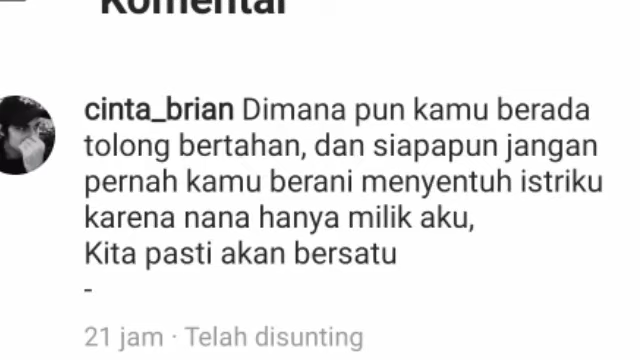 Komentar
cinta_brian Dimana pun kamu berada
tolong bertahan, dan siapapun jangan
pernah kamu berani menyentuh istriku
karena nana hanya milik aku,
Kita pasti akan bersatu
-
21 jam · Telah disunting